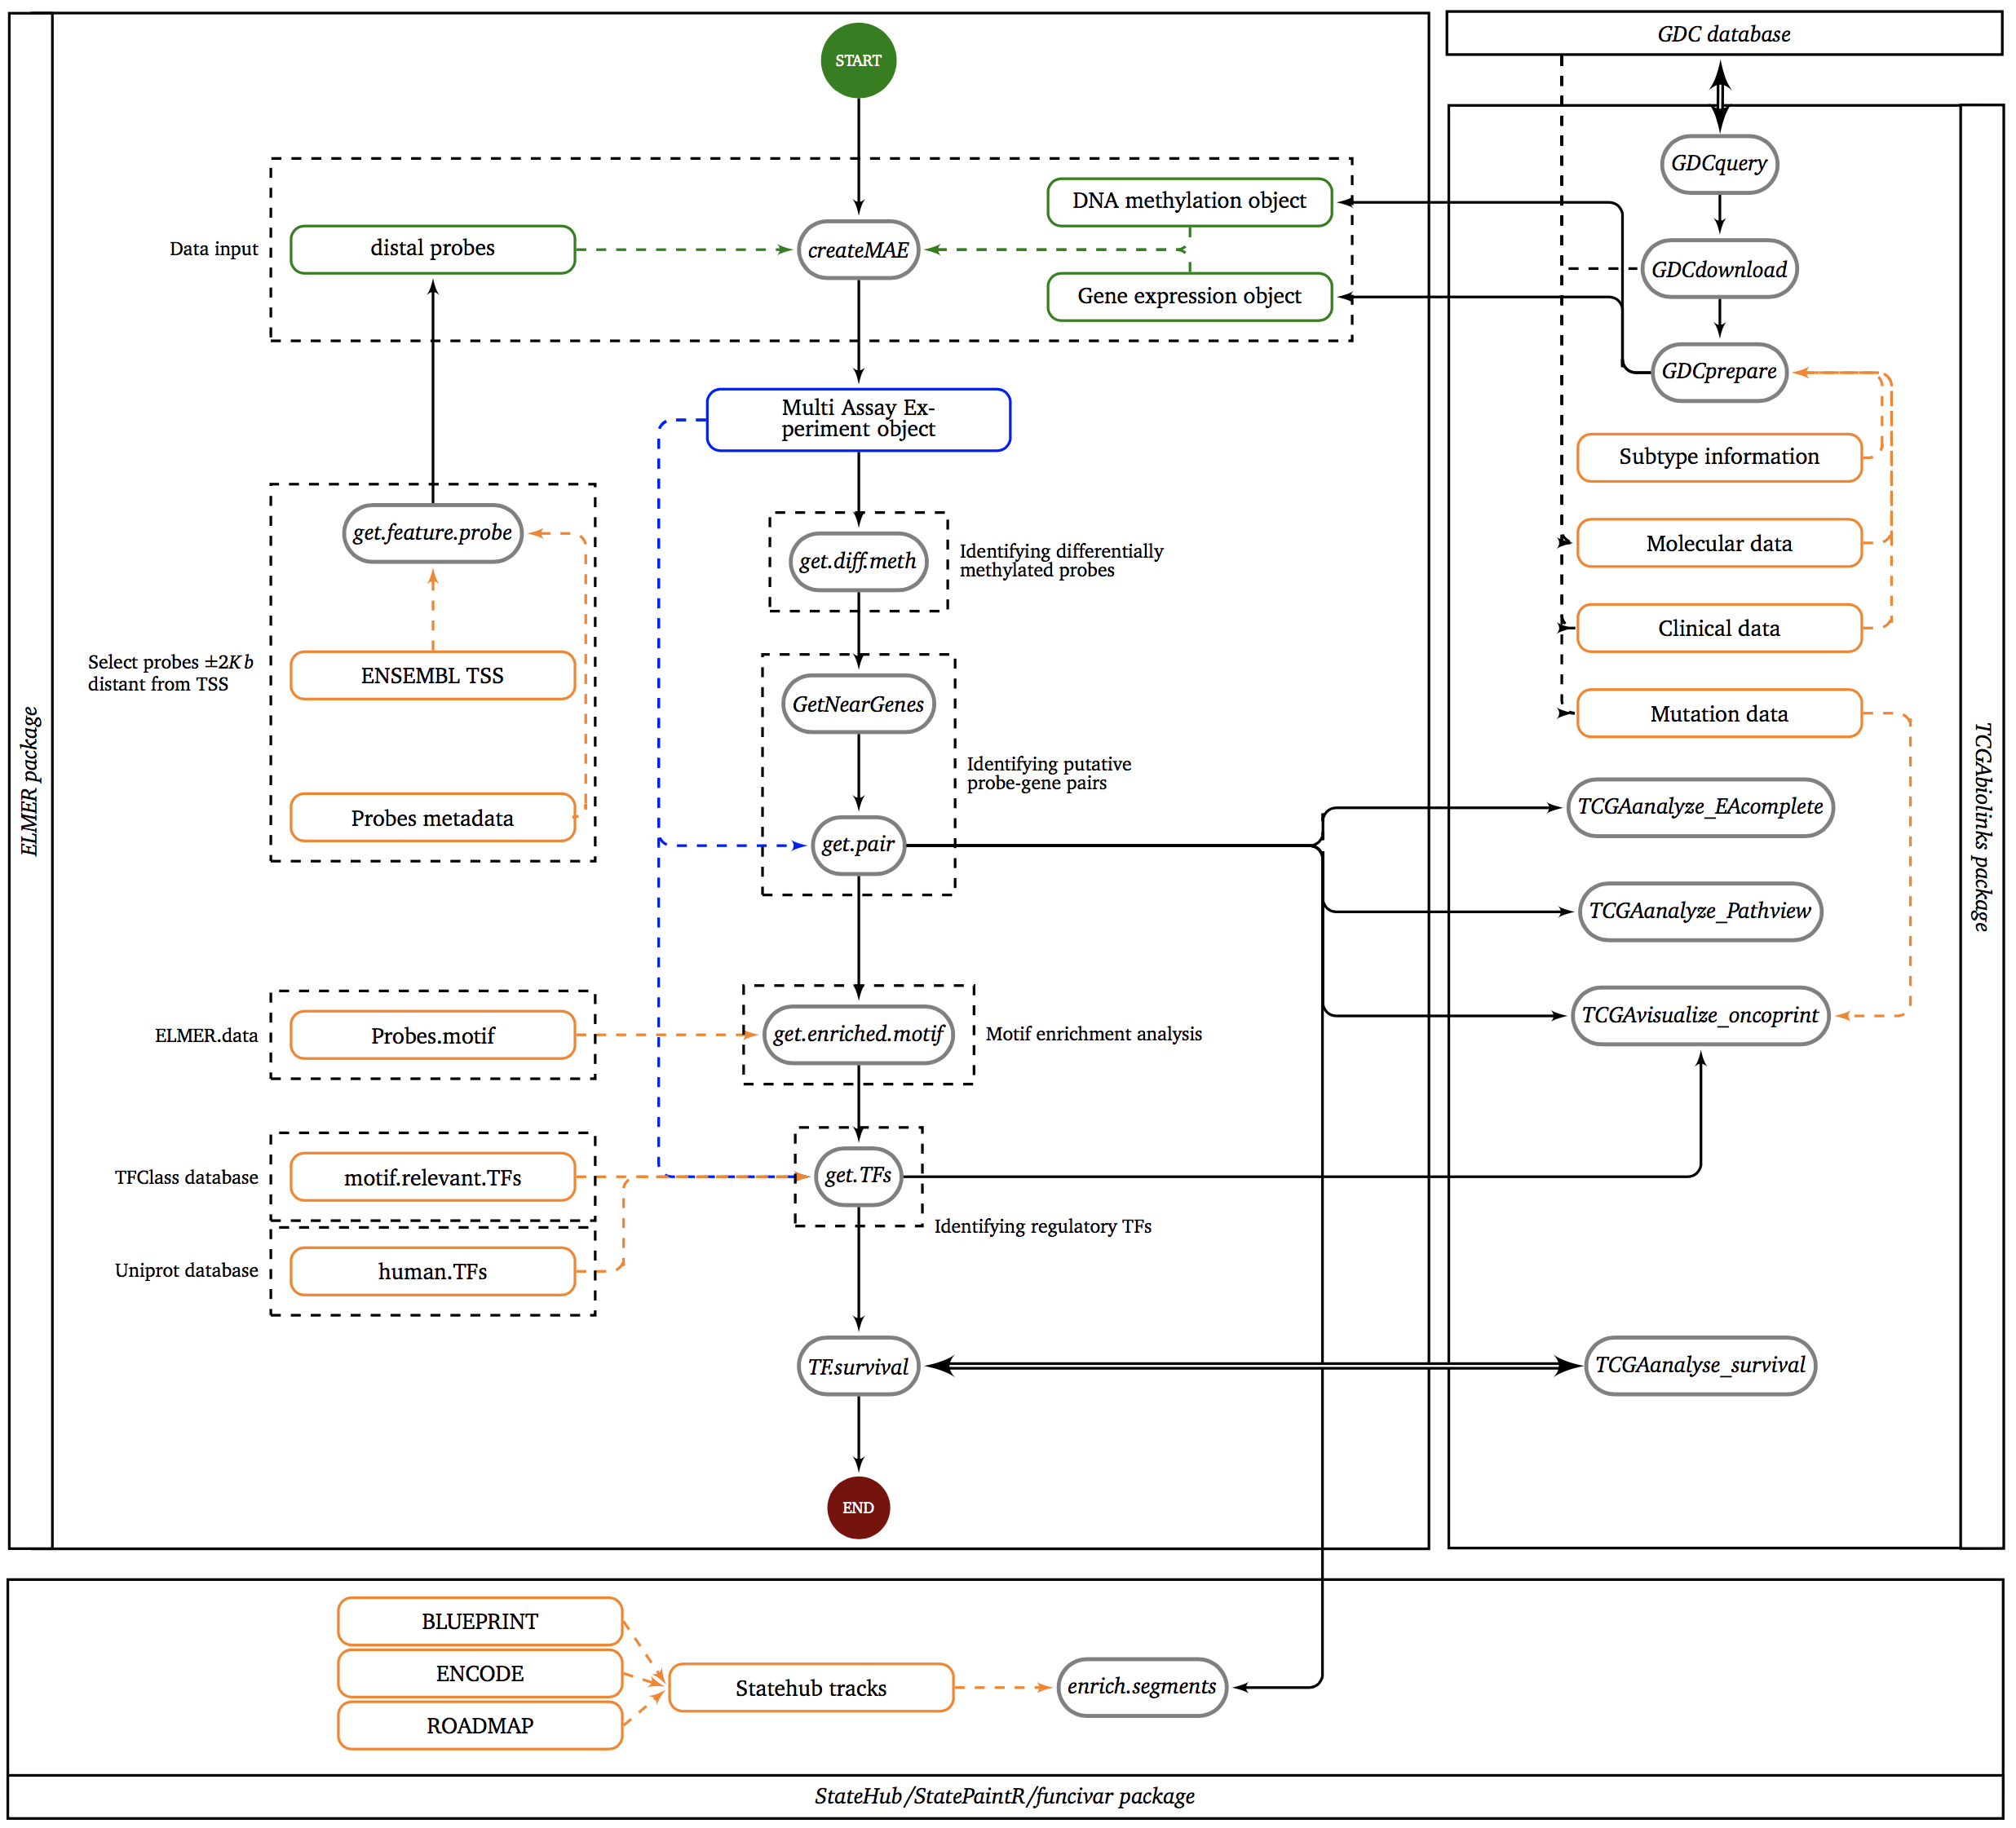 GDC database
START
GDCquery
DNA methylation object
Data input
distal probes
createMAE
GDCdownload
Gene expression object
GDCprepare
Multi Assay Ex-
periment object
Subtype information
get.feature.probe
Molecular data
get.diff.meth
Identifying differentially
methylated probes
Clinical data
Select probes ±2Kb
distant from TSS
ENSEMBL TSS
GetNearGenes
Mutation data
ELMER package
TCGAbiolinks package
Identifying putative
probe-gene pairs
Probes metadata
TCGAanalyze_EAcomplete
get.pair
TCGAanalyze_Pathview
TCGAvisualize_oncoprint
ELMER.data
Probes.motif
get.enriched.motif
Motif enrichment analysis
TFClass database
motif.relevant.TFs
get.TFs
Identifying regulatory TFs
Uniprot database
human.TFs
TF.survival
TCGAanalyse_survival
END
BLUEPRINT
ENCODE
Statehub tracks
enrich.segments
ROADMAP
StateHub/StatePaintR/funcivar package